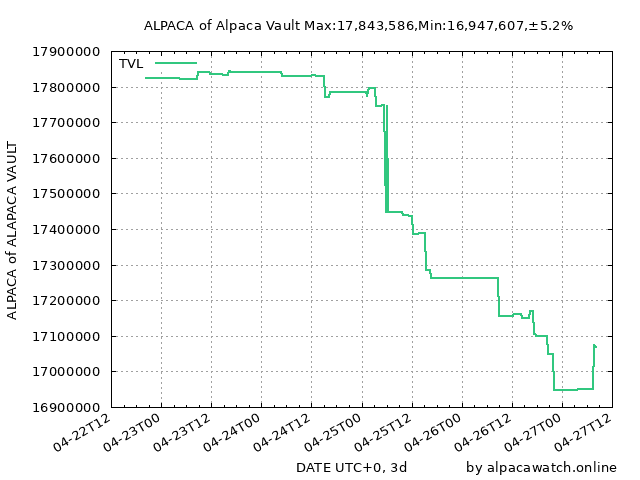 ALPACA of Alpaca Vault Max:17,843,586,Min:16,947,607,±5.2%
TVL
17900000
17800000
17700000
17600000
17500000
17400000
17300000
17200000
17100000
17000000
16900000
ALPACA of ALAPACA VAULT
04-22T12
04-23T00
04-23T12
04-24T00
04-24T12
04-25T00
04-25T12
04-26T00
04-26T12
04-27T00
04-27T12
DATE UTC+0, 3d
by alpacawatch.online